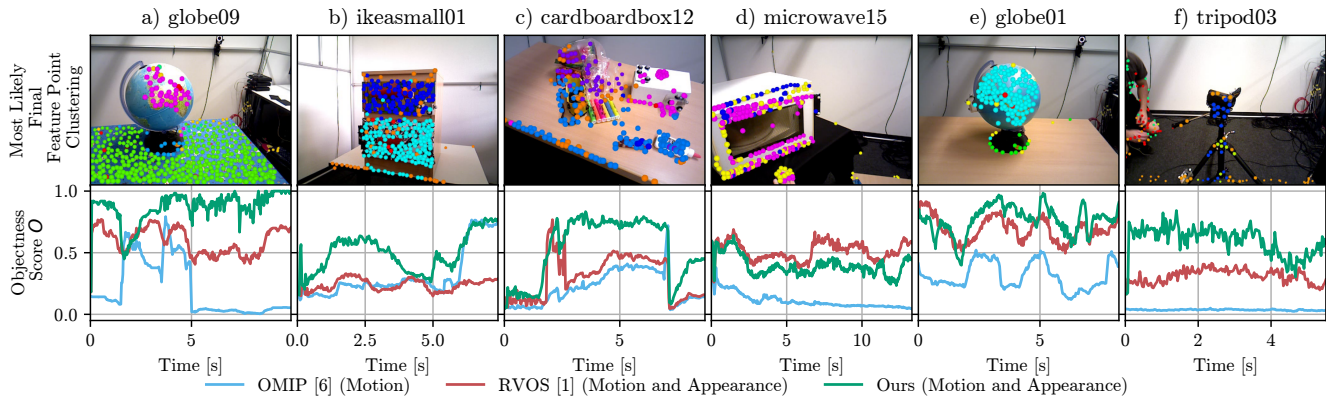 a) globe09
b) ikeasmall01
c) cardboardbox12
d) microwave15
e) globe01
f) tripod03
Most Likely
Final
Feature Point
Clustering
Objectness
Score O
1.0
0.5
0.0
0 5
0.0 2.5 5.0
0 5
0 5 10
0 5
0 2 4
Time [s]
Time [s]
Time [s]
Time [s]
Time [s]
Time [s]
OMIP [6] (Motion)
RVOS [1] (Motion and Appearance)
Ours (Motion and Appearance)